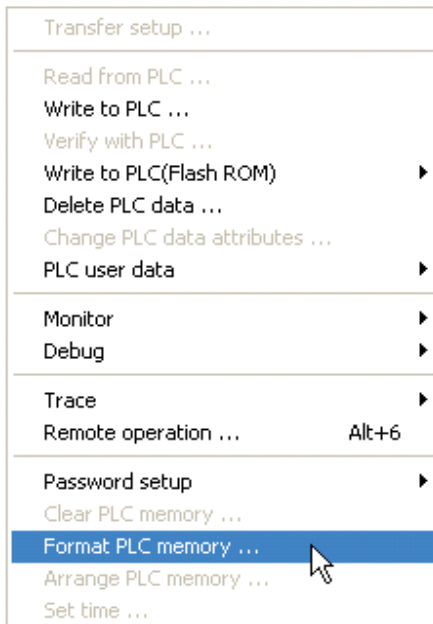 Transfer setup ...
Read from PLC ...
Write to PLC ...
Verify with PLC ...
Write to PLC(Flash ROM)
Delete PLC data ...
Change PLC data attributes ...
PLC user data
Monitor
Debug
Trace
Remote operation ... Alt+6
Password setup
Clear PLC memory ...
Format PLC memory ...
Arrange PLC memory ...
Set time ...